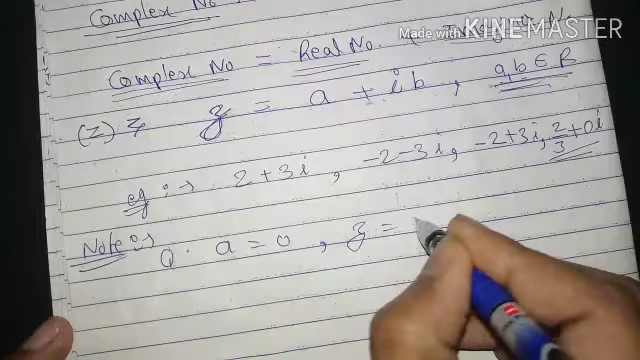 Complex No.
Made with KINEMASTER
Complex No = Real No.
(Z) z z = a + ib , a,b ∈ R
eg :→ 2 + 3i , -2-3i, -2+3i, 2/3+0i
Note :→ a = 0 , z =